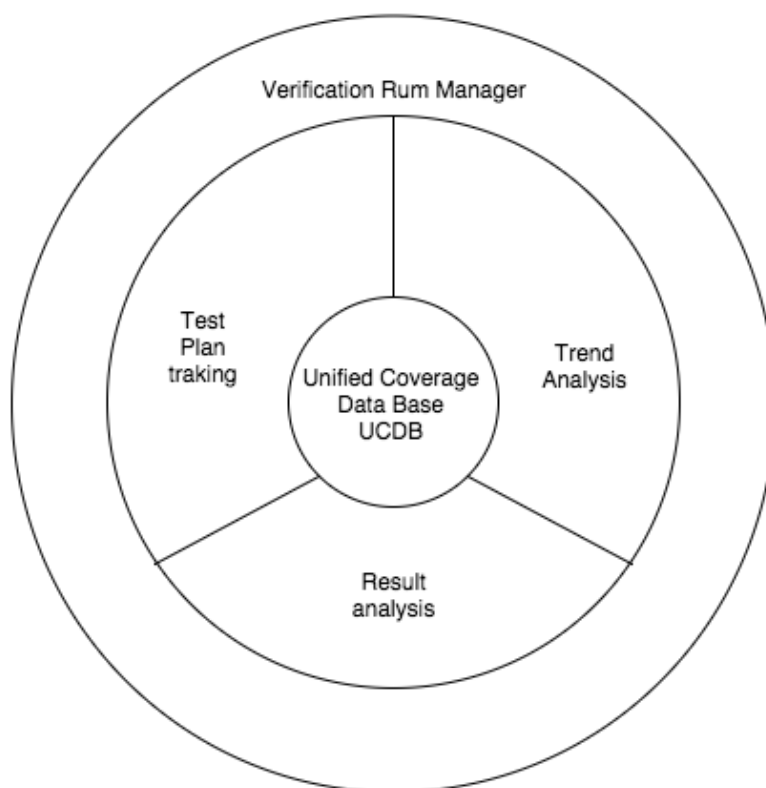 Verification Rum Manager
Test
Plan
traking
Unified Coverage
Data Base
UCDB
Trend
Analysis
Result
analysis